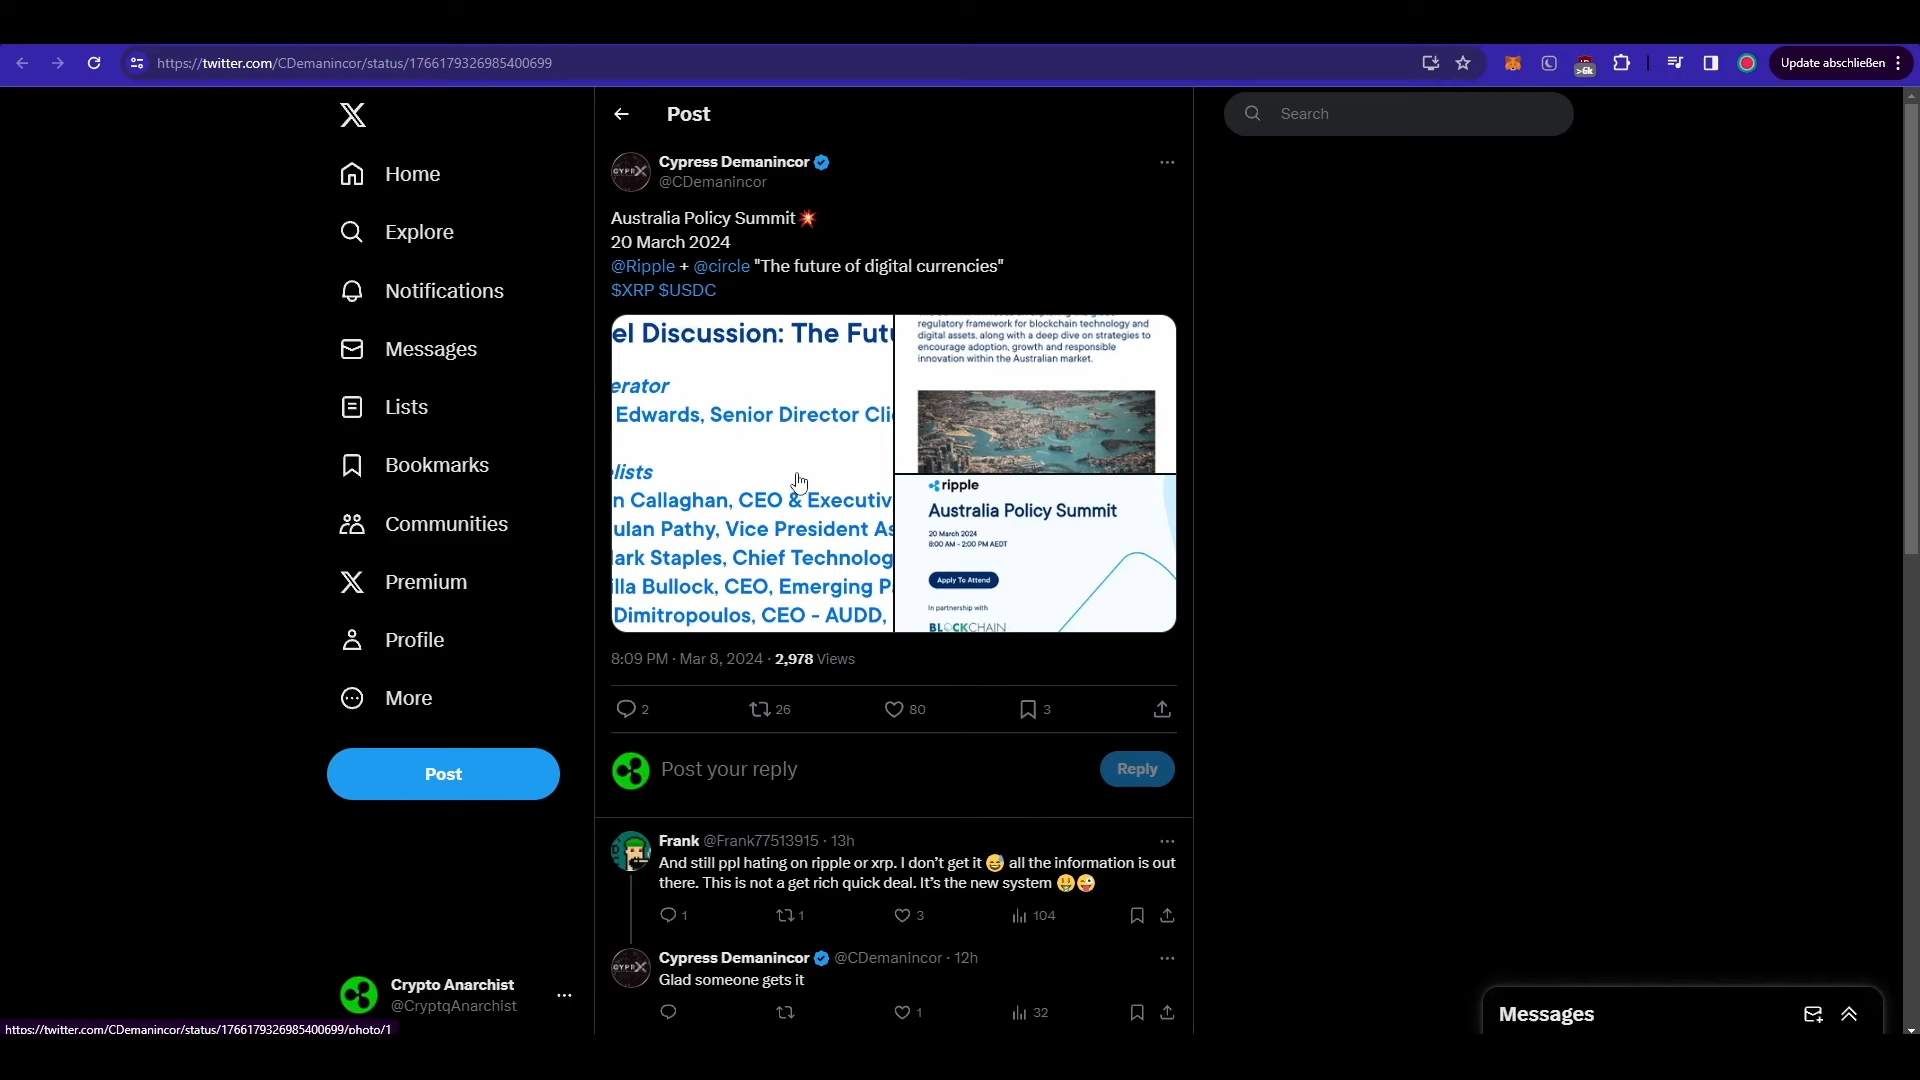 https://twitter.com/CDemanincor/status/1766179326985400699
>6k
Update abschließen
Home
Explore
Notifications
Messages
Lists
Bookmarks
Communities
Premium
Profile
More
Post
Crypto Anarchist
@CryptqAnarchist
https://twitter.com/CDemanincor/status/1766179326985400699/photo/1
Post
Cypress Demanincor
@CDemanincor
Australia Policy Summit💥
20 March 2024
@Ripple + @circle "The future of digital currencies"
$XRP $USDC
el Discussion: The Futu
erator
Edwards, Senior Director Cli
lists
n Callaghan, CEO & Executiv
ulan Pathy, Vice President As
ark Staples, Chief Technolog
illa Bullock, CEO, Emerging Pa
Dimitropoulos, CEO - AUDD,
regulatory framework for blockchain technology and
digital assets, along with a deep dive on strategies to
encourage adoption, growth and responsible
innovation within the Australian market.
ripple
Australia Policy Summit
20 March 2024
8:00 AM - 2:00 PM AEDT
Apply To Attend
In partnership with
BLOCKCHAIN
8:09 PM · Mar 8, 2024 · 2,978 Views
2 26 80 3
Post your reply
Reply
Frank @Frank77513915 · 13h
And still ppl hating on ripple or xrp. I don’t get it 😅 all the information is out
there. This is not a get rich quick deal. It’s the new system 🤑😜
1 1 3 104
Cypress Demanincor @CDemanincor · 12h
Glad someone gets it
1 32
Search
Messages